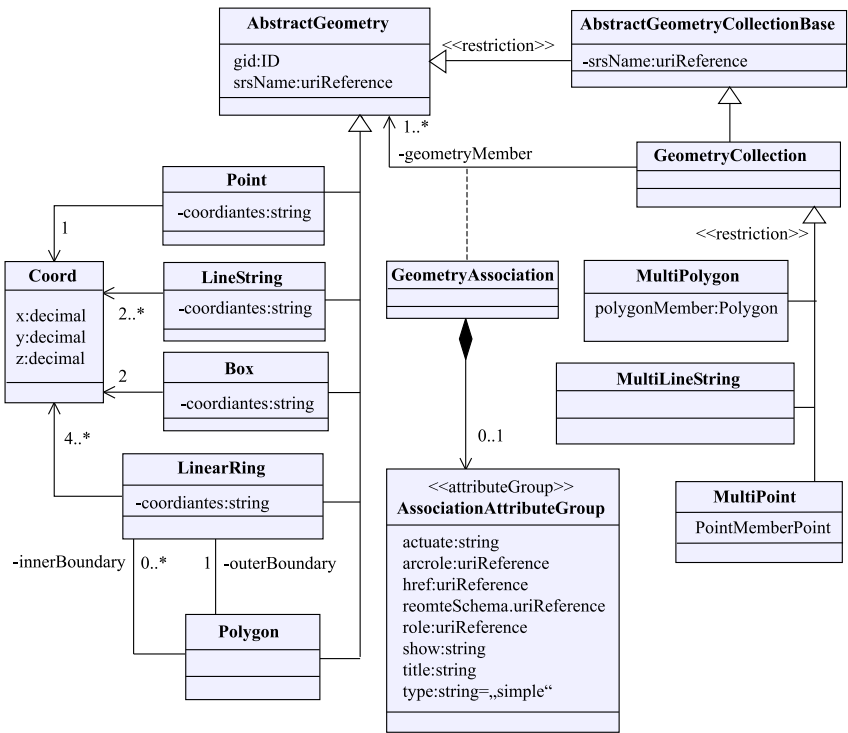 AbstractGeometry
gid:ID
srsName:uriReference
<<restriction>>
AbstractGeometryCollectionBase
-srsName:uriReference
1..*
-geometryMember
GeometryCollection
<<restriction>>
Point
-coordiantes:string
1
Coord
x:decimal
y:decimal
z:decimal
LineString
-coordiantes:string
2..*
Box
-coordiantes:string
2
4..*
LinearRing
-coordiantes:string
-innerBoundary
0..*
1
-outerBoundary
Polygon
GeometryAssociation
0..1
<<attributeGroup>>
AssociationAttributeGroup
actuate:string
arcrole:uriReference
href:uriReference
reomteSchema.uriReference
role:uriReference
show:string
title:string
type:string=„simple“
MultiPolygon
polygonMember:Polygon
MultiLineString
MultiPoint
PointMemberPoint